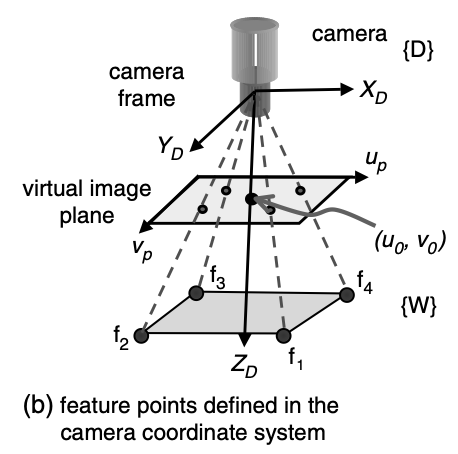 camera {D}
camera
frame
X_D
Y_D
u_p
virtual image
plane
v_p
(u_0, v_0)
f_3
f_4
{W}
f_2
f_1
Z_D
(b) feature points defined in the
camera coordinate system